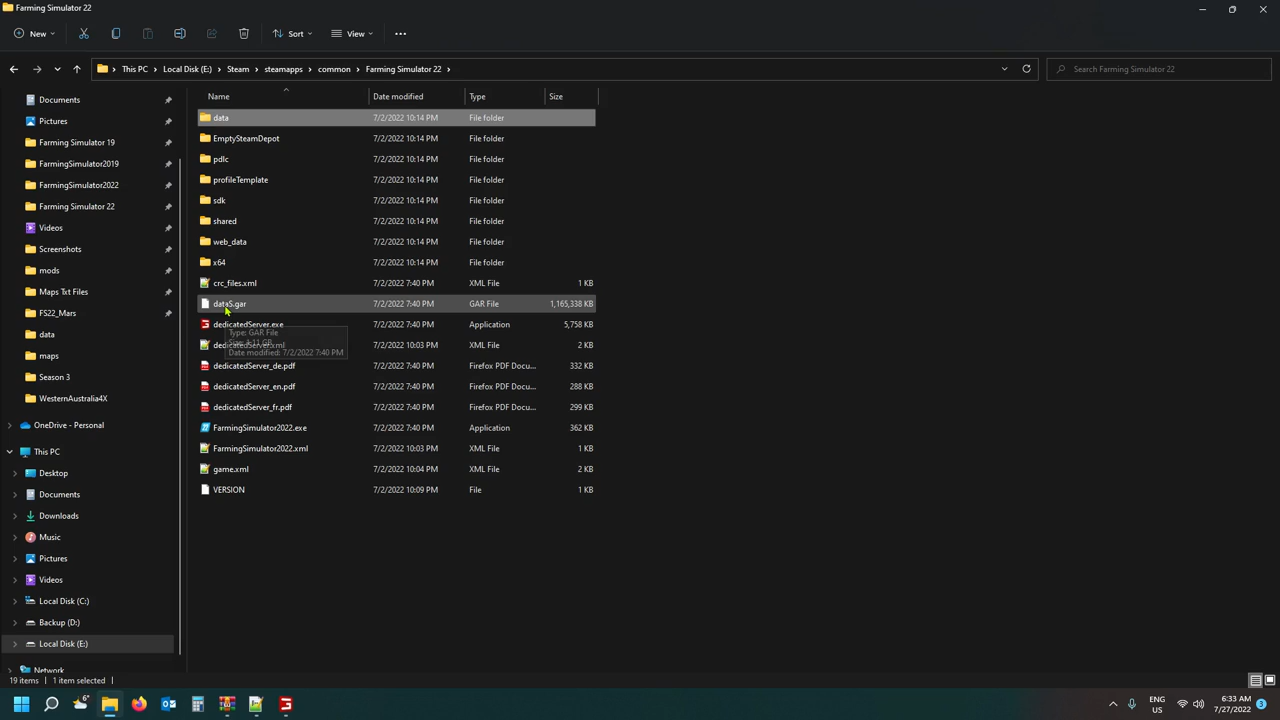 Farming Simulator 22
New
Sort
View
This PC
Local Disk (E:)
Steam
steamapps
common
Farming Simulator 22
Search Farming Simulator 22
Name Date modified Type Size
Documents
Pictures
Farming Simulator 19
FarmingSimulator2019
FarmingSimulator2022
Farming Simulator 22
Videos
Screenshots
mods
Maps Txt Files
FS22_Mars
data
maps
Season 3
WesternAustralia4X
OneDrive - Personal
This PC
Desktop
Documents
Downloads
Music
Pictures
Videos
Local Disk (C:)
Backup (D:)
Local Disk (E:)
Network
data 7/2/2022 10:14 PM File folder
EmptySteamDepot 7/2/2022 10:14 PM File folder
pdlc 7/2/2022 10:14 PM File folder
profileTemplate 7/2/2022 10:14 PM File folder
sdk 7/2/2022 10:14 PM File folder
shared 7/2/2022 10:14 PM File folder
web_data 7/2/2022 10:14 PM File folder
x64 7/2/2022 10:14 PM File folder
crc_files.xml 7/2/2022 7:40 PM XML File 1 KB
dataS.gar 7/2/2022 7:40 PM GAR File 1,165,338 KB
dedicatedServer.exe 7/2/2022 7:40 PM Application 5,758 KB
Type: GAR File
Size: 1.11 GB
Date modified: 7/2/2022 7:40 PM
dedicatedServer.xml 7/2/2022 10:03 PM XML File 2 KB
dedicatedServer_de.pdf 7/2/2022 7:40 PM Firefox PDF Docu... 332 KB
dedicatedServer_en.pdf 7/2/2022 7:40 PM Firefox PDF Docu... 288 KB
dedicatedServer_fr.pdf 7/2/2022 7:40 PM Firefox PDF Docu... 299 KB
FarmingSimulator2022.exe 7/2/2022 7:40 PM Application 362 KB
FarmingSimulator2022.xml 7/2/2022 10:03 PM XML File 1 KB
game.xml 7/2/2022 10:04 PM XML File 2 KB
VERSION 7/2/2022 10:09 PM File 1 KB
19 items
1 item selected
6°
ENG
US
6:33 AM
7/27/2022
3